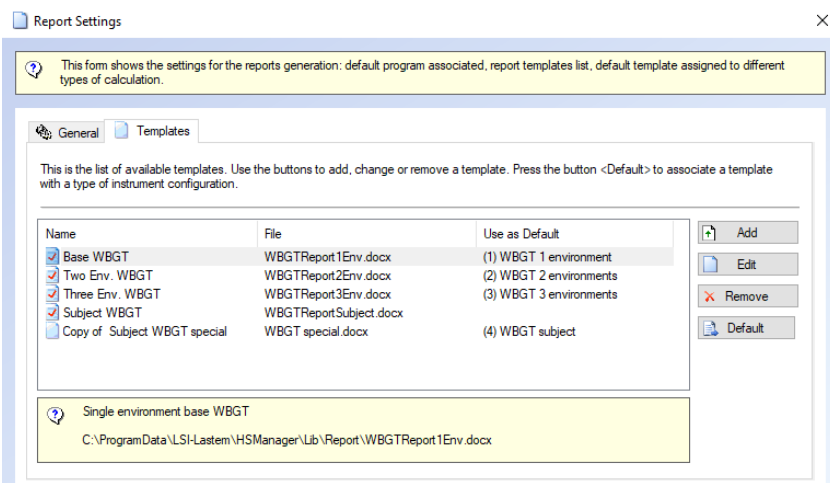 Report Settings
This form shows the settings for the reports generation: default program associated, report templates list, default template assigned to different
types of calculation.
General Templates
This is the list of available templates. Use the buttons to add, change or remove a template. Press the button <Default> to associate a template
with a type of instrument configuration.
Name File Use as Default
Base WBGT WBGTReport1Env.docx (1) WBGT 1 environment
Two Env. WBGT WBGTReport2Env.docx (2) WBGT 2 environments
Three Env. WBGT WBGTReport3Env.docx (3) WBGT 3 environments
Subject WBGT WBGTReportSubject.docx
Copy of Subject WBGT special WBGT special.docx (4) WBGT subject
Add
Edit
Remove
Default
Single environment base WBGT
C:\ProgramData\LSI-Lastem\HSManager\Lib\Report\WBGTReport1Env.docx